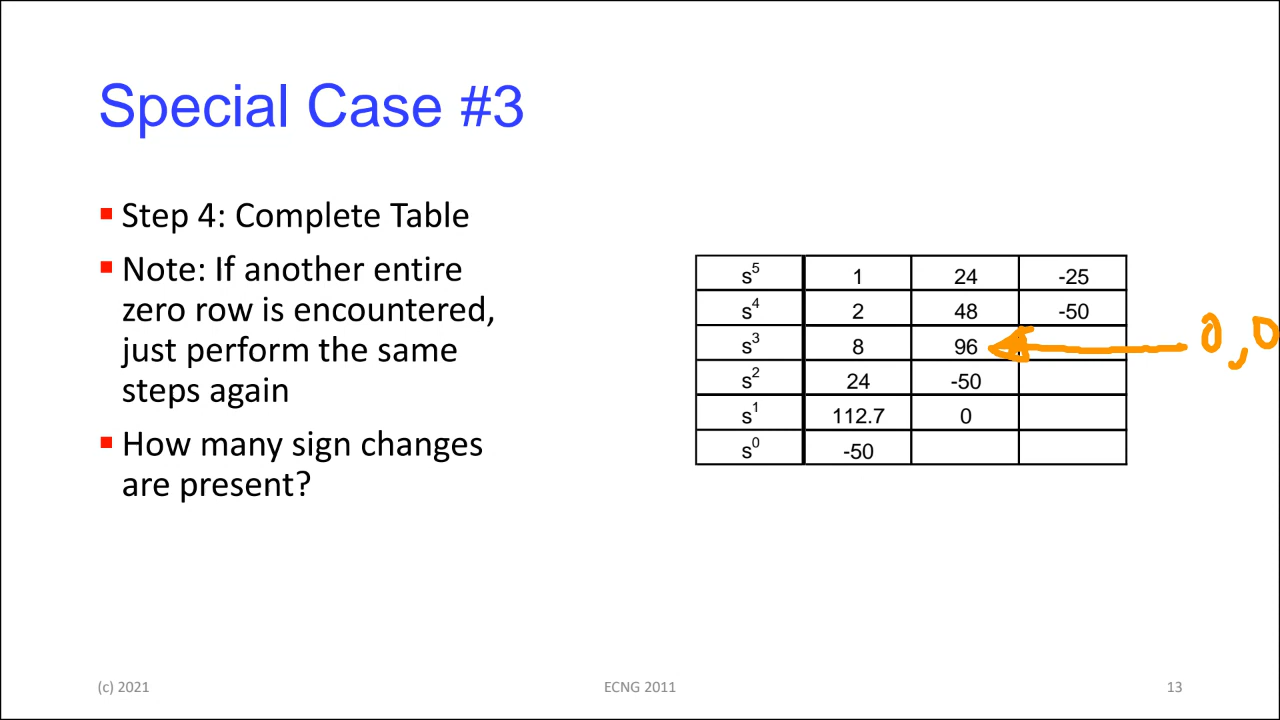 Special Case #3
Step 4: Complete Table
Note: If another entire
zero row is encountered,
just perform the same
steps again
How many sign changes
are present?
s⁵ 1 24 -25
s⁴ 2 48 -50
s³ 8 96
0,0
s² 24 -50
s¹ 112.7 0
s⁰ -50
(c) 2021
ECNG 2011
13